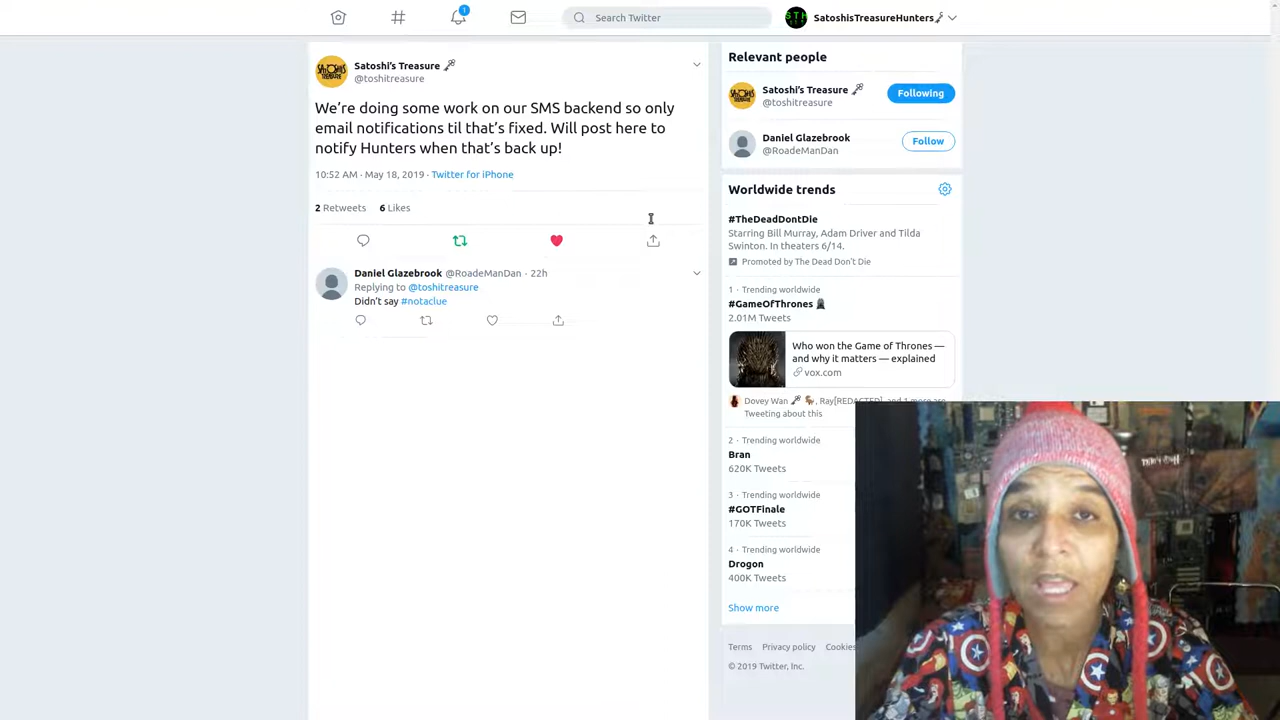 Search Twitter
1
SatoshisTreasureHunters
Satoshi's Treasure
@toshitreasure
We're doing some work on our SMS backend so only
email notifications til that's fixed. Will post here to
notify Hunters when that's back up!
10:52 AM - May 18, 2019 · Twitter for iPhone
2 Retweets 6 Likes
Daniel Glazebrook @RoadeManDan · 22h
Replying to @toshitreasure
Didn't say #notaclue
Relevant people
Satoshi's Treasure
@toshitreasure
Following
Daniel Glazebrook
@RoadeManDan
Follow
Worldwide trends
#TheDeadDontDie
Starring Bill Murray, Adam Driver and Tilda
Swinton. In theaters 6/14.
Promoted by The Dead Don't Die
1 · Trending worldwide
#GameOfThrones
2.01M Tweets
Who won the Game of Thrones —
and why it matters — explained
vox.com
Dovey Wan , Ray[REDACTED], and 1 more are
Tweeting about this
2 · Trending worldwide
Bran
620K Tweets
3 · Trending worldwide
#GOTFinale
170K Tweets
4 · Trending worldwide
Drogon
400K Tweets
Show more
Terms Privacy policy Cookies
© 2019 Twitter, Inc.